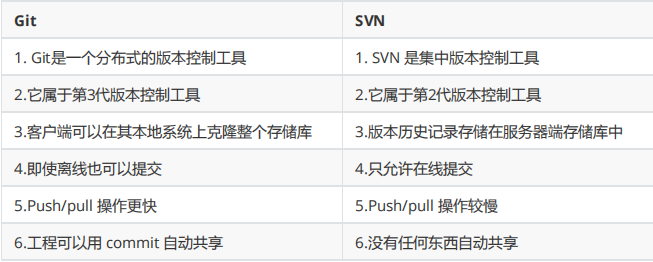 Git SVN
1. Git是一个分布式的版本控制工具 1. SVN 是集中版本控制工具
2.它属于第3代版本控制工具 2.它属于第2代版本控制工具
3.客户端可以在其本地系统上克隆整个存储库 3.版本历史记录存储在服务器端存储库中
4.即使离线也可以提交 4.只允许在线提交
5.Push/pull 操作更快 5.Push/pull 操作较慢
6.工程可以用 commit 自动共享 6.没有任何东西自动共享